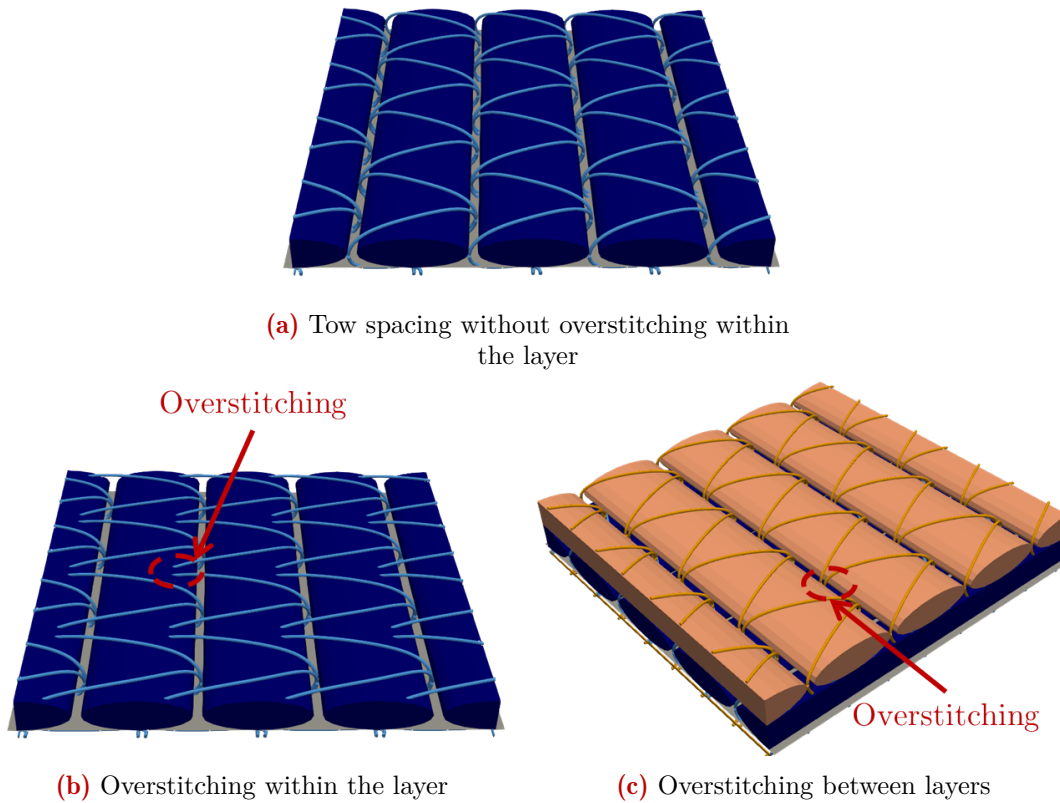 (a) Tow spacing without overstitching within
the layer
Overstitching
Overstitching
(b) Overstitching within the layer
(c) Overstitching between layers